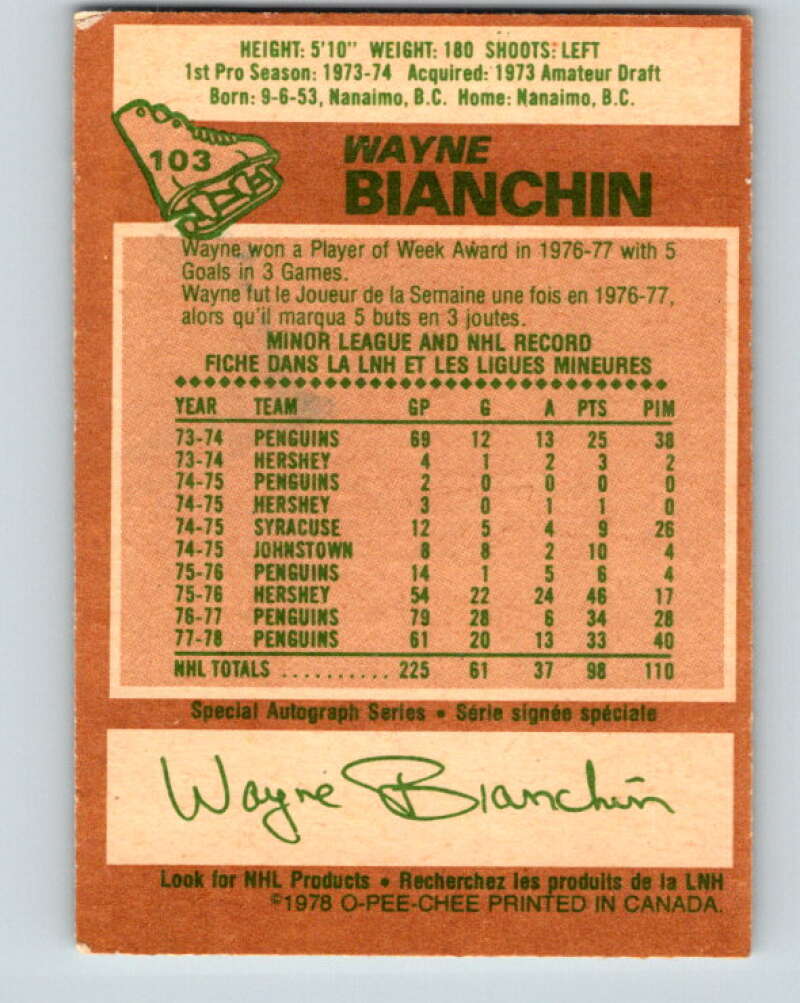 HEIGHT: 5'10" WEIGHT: 180 SHOOTS: LEFT
1st Pro Season: 1973-74 Acquired: 1973 Amateur Draft
Born: 9-6-53, Nanaimo, B.C. Home: Nanaimo, B.C.
103
WAYNE
BIANCHIN
Wayne won a Player of Week Award in 1976-77 with 5
Goals in 3 Games.
Wayne fut le Joueur de la Semaine une fois en 1976-77,
alors qu'il marqua 5 buts en 3 joutes.
MINOR LEAGUE AND NHL RECORD
FICHE DANS LA LNH ET LES LIGUES MINEURES
YEAR TEAM GP G A PTS PIM
73-74 PENGUINS 69 12 13 25 38
73-74 HERSHEY 4 1 2 3 2
74-75 PENGUINS 2 0 0 0 0
74-75 HERSHEY 3 0 1 1 0
74-75 SYRACUSE 12 5 4 9 26
74-75 JOHNSTOWN 8 8 2 10 4
75-76 PENGUINS 14 1 5 6 4
75-76 HERSHEY 54 22 24 46 17
76-77 PENGUINS 79 28 6 34 28
77-78 PENGUINS 61 20 13 33 40
NHL TOTALS .......... 225 61 37 98 110
Special Autograph Series • Série signée spéciale
Wayne Bianchin
Look for NHL Products • Recherchez les produits de la LNH
©1978 O-PEE-CHEE PRINTED IN CANADA.